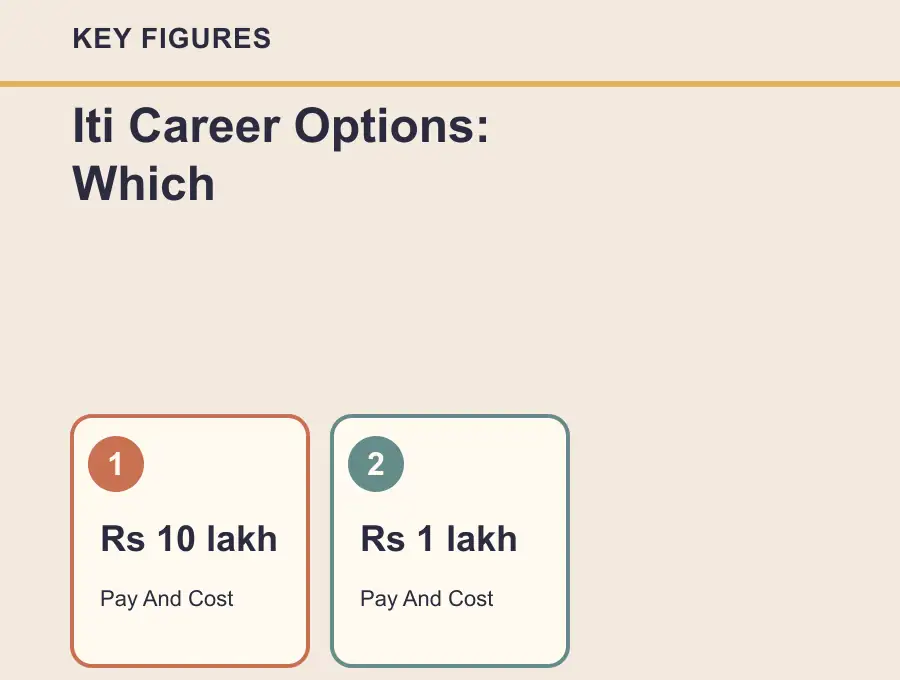 KEY FIGURES
Iti Career Options:
Which
1
Rs 10 lakh
Pay And Cost
2
Rs 1 lakh
Pay And Cost